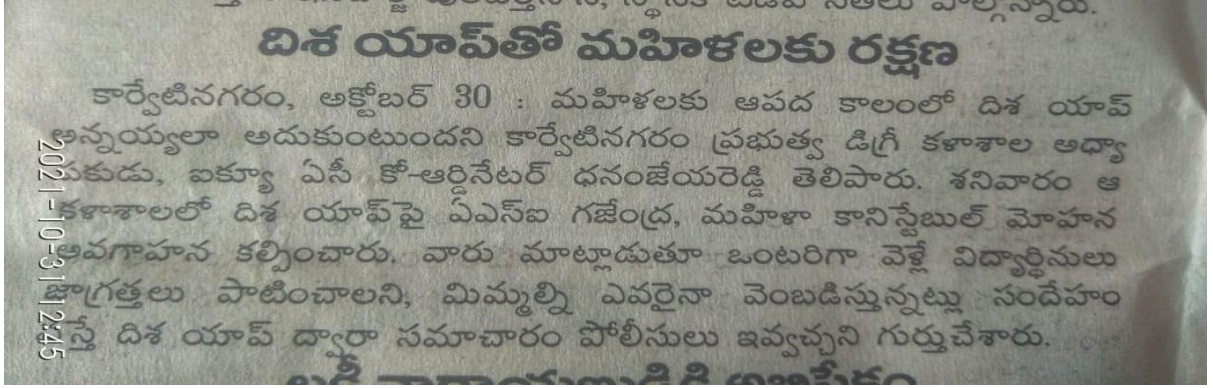 దిశ యాప్‌తో మహిళలకు రక్షణ
కార్వేటినగరం, అక్టోబర్ 30 : మహిళలకు ఆపద కాలంలో దిశ యాప్
అన్నయ్యలా అదుకుంటుందని కార్వేటినగరం ప్రభుత్వ డిగ్రీ కళాశాల అధ్యా
పకుడు, ఐక్యూ ఏసీ కో-ఆర్డినేటర్ ధనంజేయరెడ్డి తెలిపారు. శనివారం ఆ
కళాశాలలో దిశ యాప్‌పై ఏఎస్ఐ గజేంద్ర, మహిళా కానిస్టేబుల్ మోహన
అవగాహన కల్పించారు. వారు మాట్లాడుతూ ఒంటరిగా వెళ్లే విద్యార్థినులు
జాగ్రత్తలు పాటించాలని, మిమ్మల్ని ఎవరైనా వెంబడిస్తున్నట్లు సందేహం
స్తే దిశ యాప్ ద్వారా సమాచారం పోలీసులు ఇవ్వచ్చని గుర్తుచేశారు.
2021-10-31 12:45